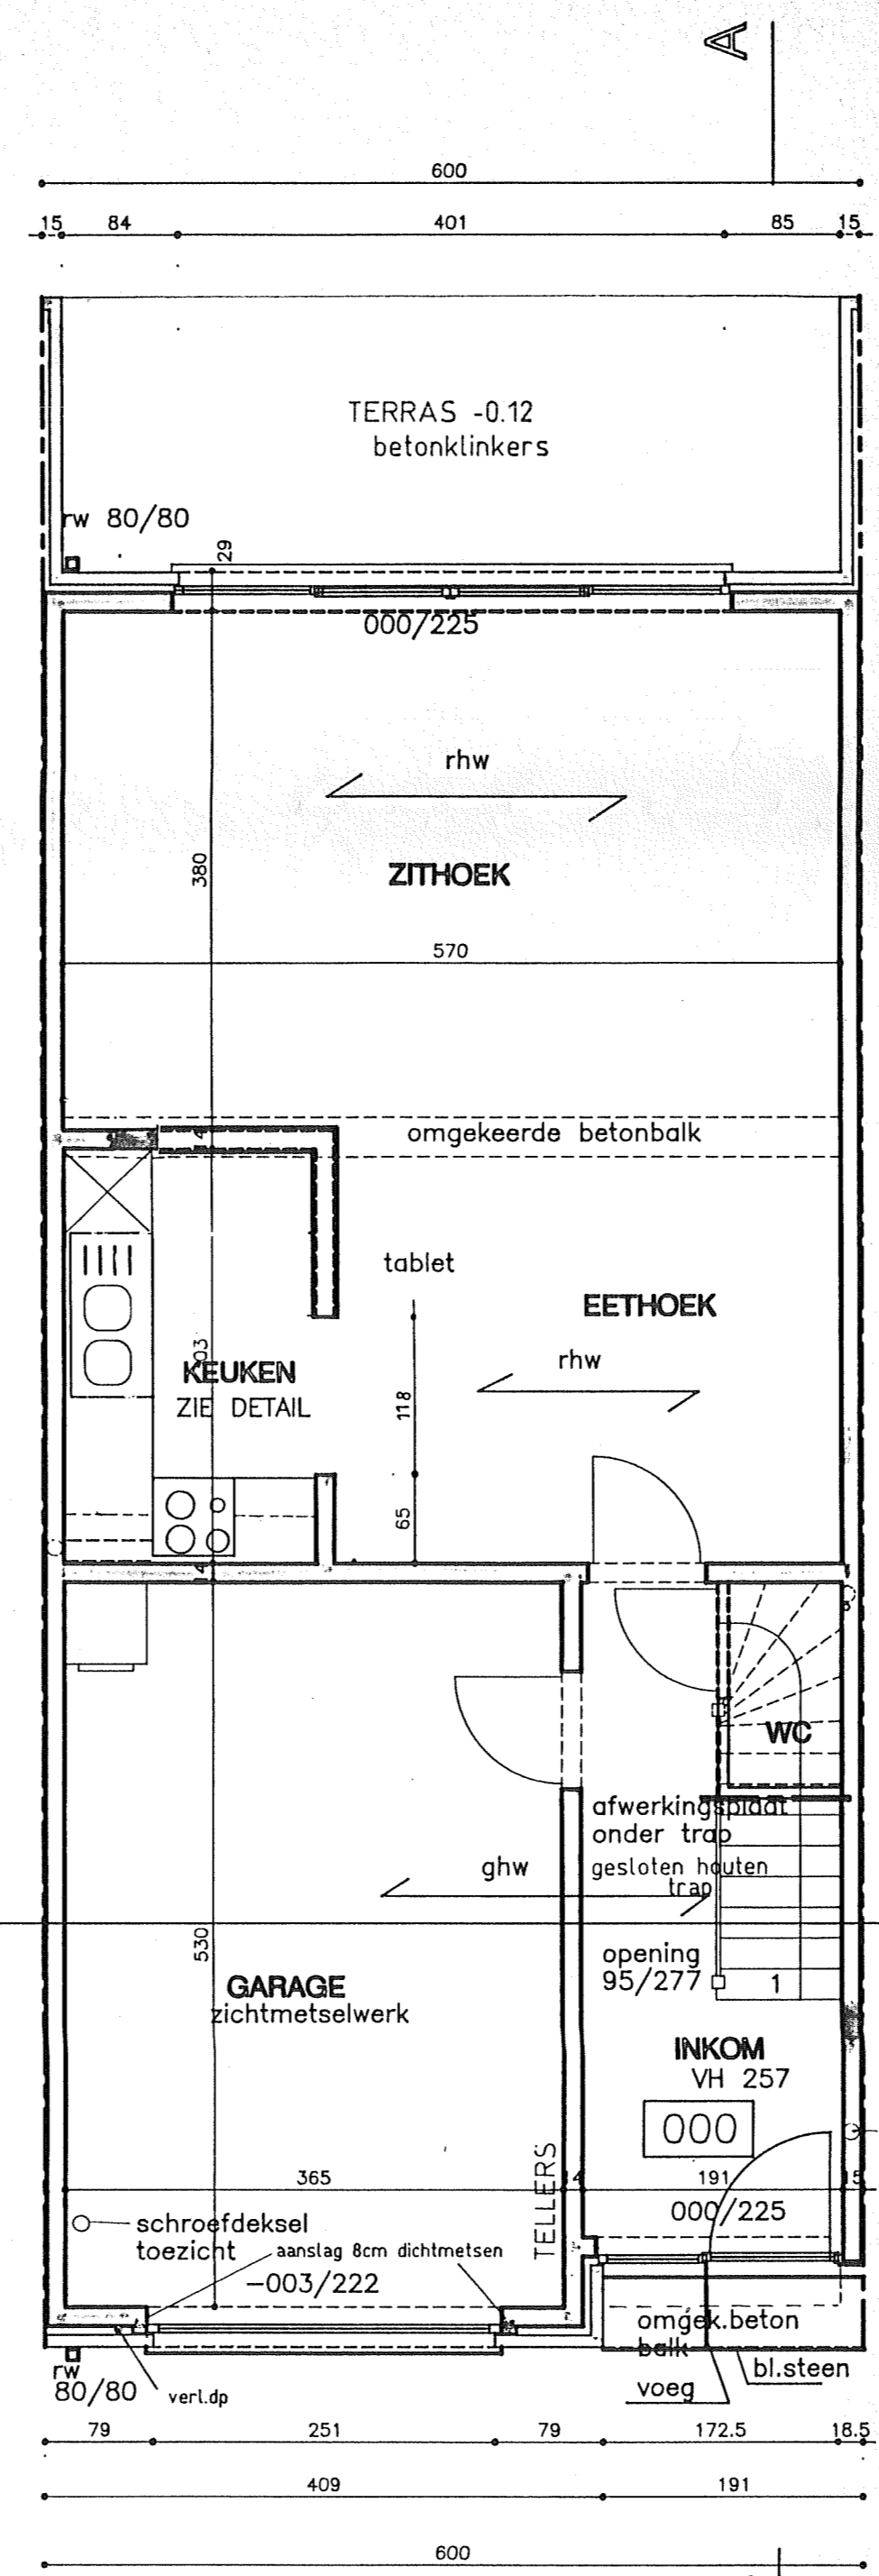 A
600
15 84 401 85 15
TERRAS -0.12
betonklinkers
rw 80/80
29
000/225
rhw
380
ZITHOEK
570
omgekeerde betonbalk
tablet
EETHOEK
rhw
KEUKEN
ZIE DETAIL
118
65
WC
afwerkingsplaat
onder trap
ghw
gesloten houten
trap
530
opening
95/277
1
GARAGE
zichtmetselwerk
INKOM
VH 257
000
TELLERS
365
191
15
000/225
schroefdeksel
toezicht
aanslag 8cm dichtmetsen
-003/222
omgek.beton
balk
rw
80/80
verl.dp
voeg
bl.steen
79 251 79 172.5 18.5
409 191
600